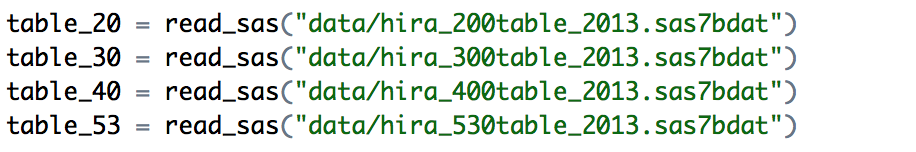 table_20 = read_sas("data/hira_200table_2013.sas7bdat")
table_30 = read_sas("data/hira_300table_2013.sas7bdat")
table_40 = read_sas("data/hira_400table_2013.sas7bdat")
table_53 = read_sas("data/hira_530table_2013.sas7bdat")